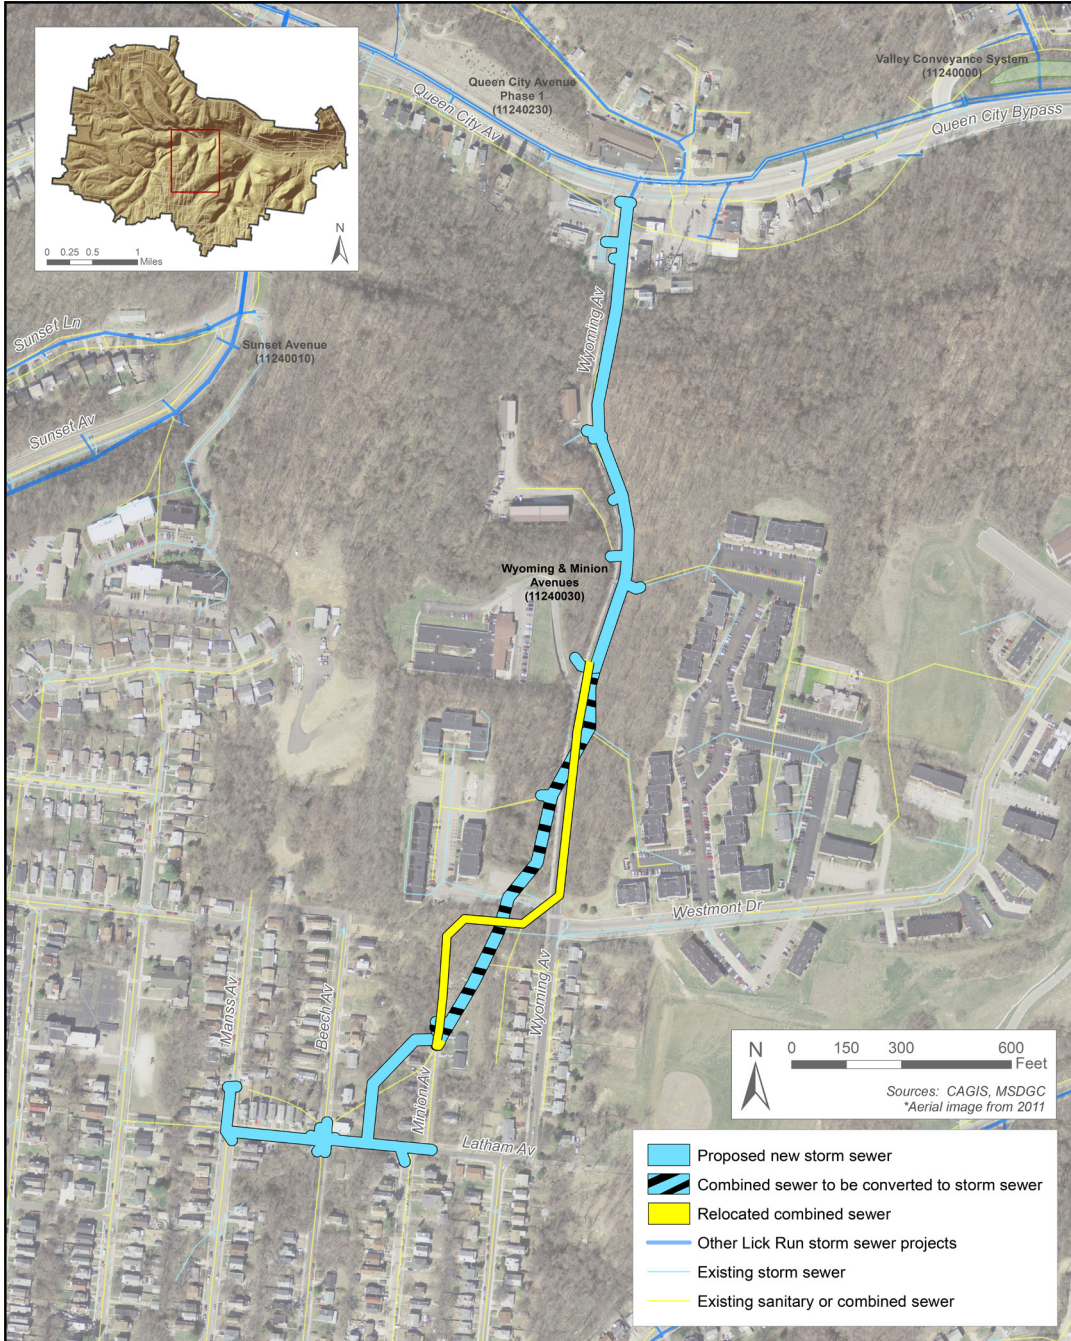 Valley Conveyance System
(11240000)
Queen City Avenue
Phase 1
(11240230)
Queen City Av
Queen City Bypass
N
0 0.25 0.5 1
Miles
Wyoming Av
Sunset Ln
Sunset Avenue
(11240010)
Sunset Av
Wyoming & Minion
Avenues
(11240030)
Westmont Dr
Manss Av
Beech Av
Wyoming Av
Minion Av
Latham Av
N
0 150 300 600
Feet
Sources: CAGIS, MSDGC
*Aerial image from 2011
Proposed new storm sewer
Combined sewer to be converted to storm sewer
Relocated combined sewer
Other Lick Run storm sewer projects
Existing storm sewer
Existing sanitary or combined sewer